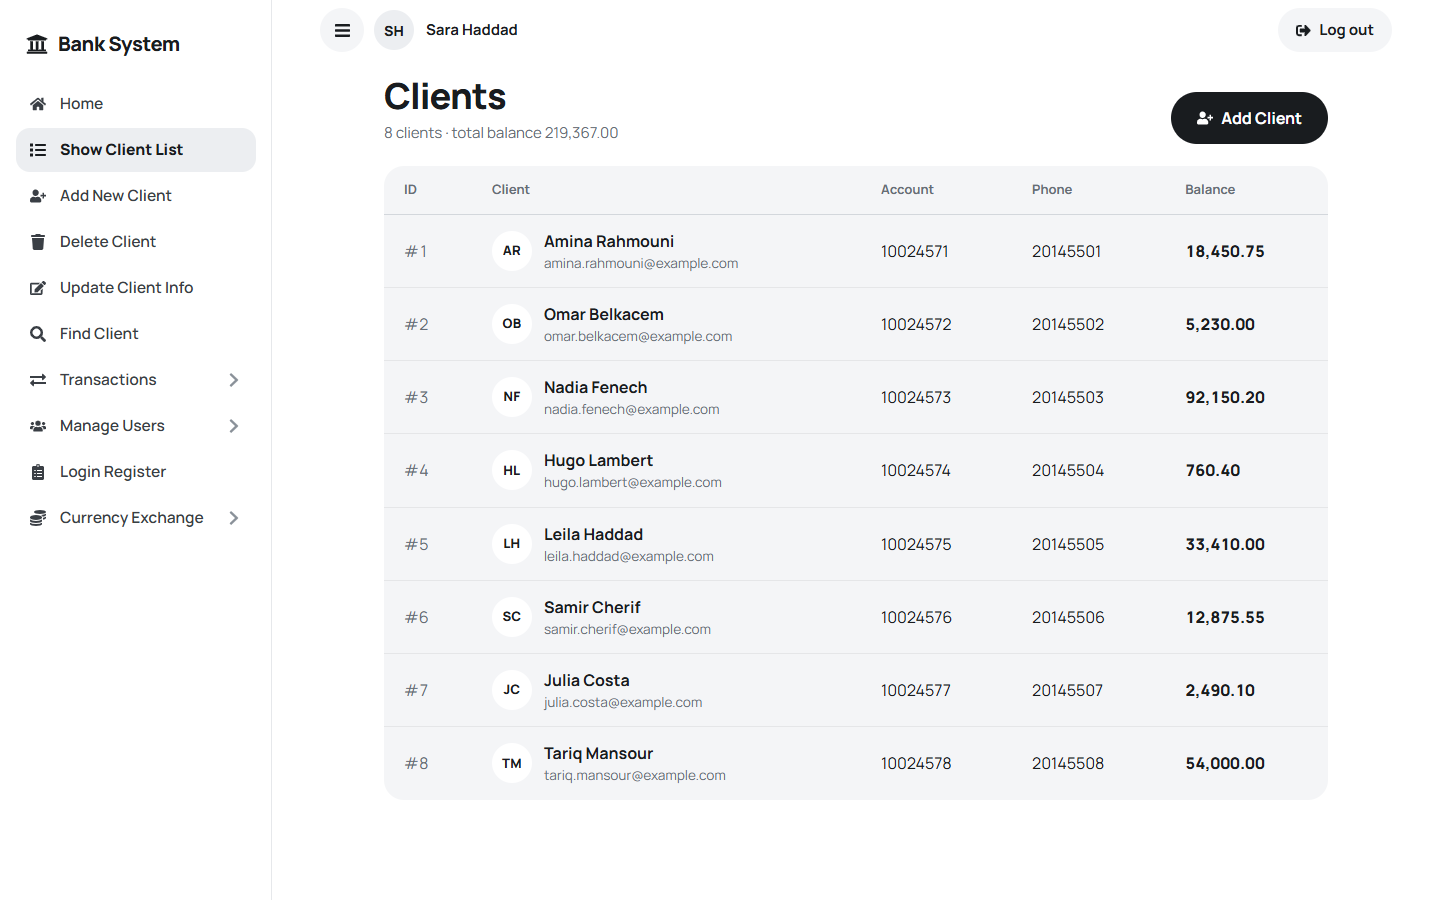 Bank System
Home
Show Client List
Add New Client
Delete Client
Update Client Info
Find Client
Transactions
Manage Users
Login Register
Currency Exchange
SH Sara Haddad
Log out
Clients
8 clients · total balance 219,367.00
Add Client
ID Client Account Phone Balance
#1 AR Amina Rahmouni 10024571 20145501 18,450.75
amina.rahmouni@example.com
#2 OB Omar Belkacem 10024572 20145502 5,230.00
omar.belkacem@example.com
#3 NF Nadia Fenech 10024573 20145503 92,150.20
nadia.fenech@example.com
#4 HL Hugo Lambert 10024574 20145504 760.40
hugo.lambert@example.com
#5 LH Leila Haddad 10024575 20145505 33,410.00
leila.haddad@example.com
#6 SC Samir Cherif 10024576 20145506 12,875.55
samir.cherif@example.com
#7 JC Julia Costa 10024577 20145507 2,490.10
julia.costa@example.com
#8 TM Tariq Mansour 10024578 20145508 54,000.00
tariq.mansour@example.com